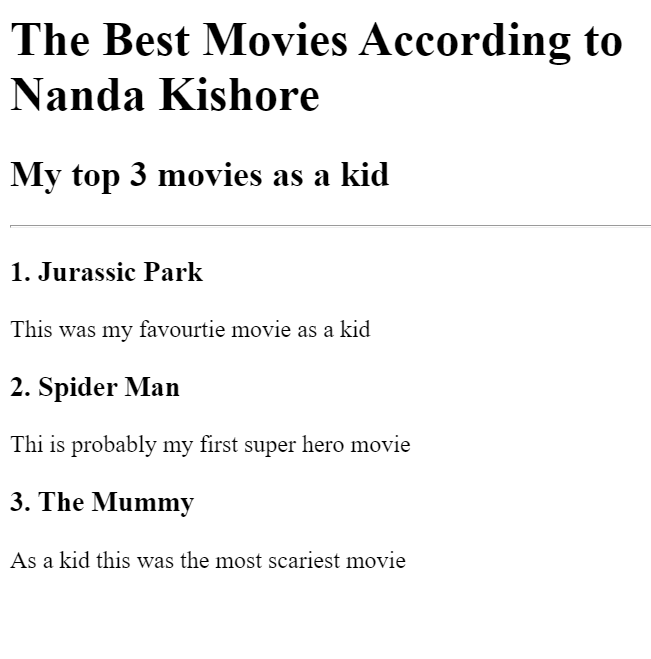 The Best Movies According to
Nanda Kishore
My top 3 movies as a kid
1. Jurassic Park
This was my favourtie movie as a kid
2. Spider Man
Thi is probably my first super hero movie
3. The Mummy
As a kid this was the most scariest movie